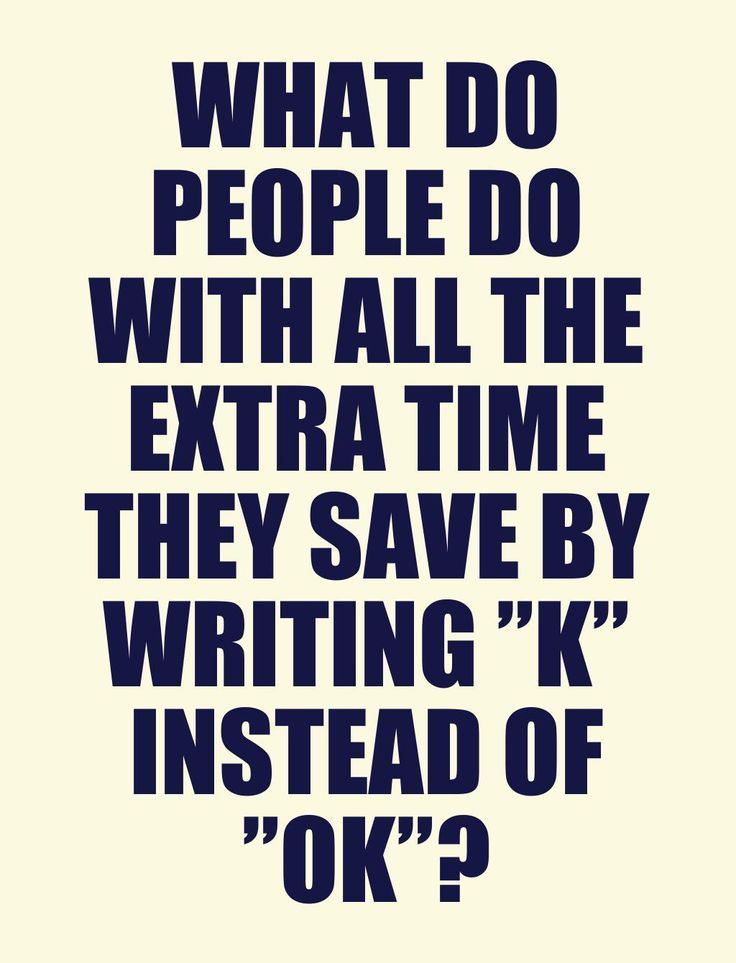 WHAT DO
PEOPLE DO
WITH ALL THE
EXTRA TIME
THEY SAVE BY
WRITING ”K”
INSTEAD OF
”OK”?